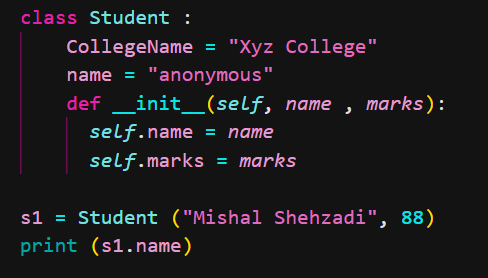 class Student :
    CollegeName = "Xyz College"
    name = "anonymous"
    def __init__(self, name , marks):
      self.name = name
      self.marks = marks

s1 = Student ("Mishal Shehzadi", 88)
print (s1.name)